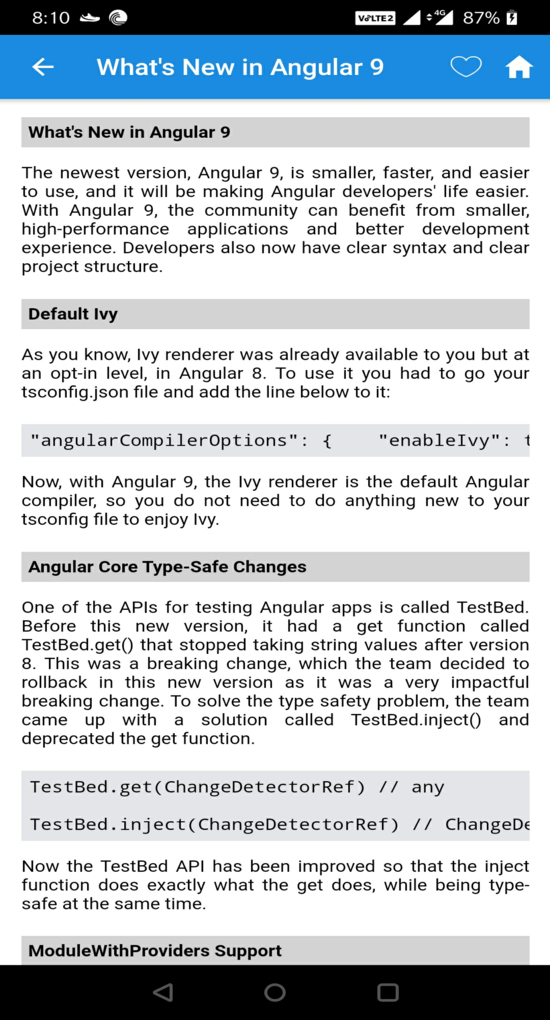 8:10 VoLTE2 4G 87%
What's New in Angular 9
What's New in Angular 9
The newest version, Angular 9, is smaller, faster, and easier
to use, and it will be making Angular developers' life easier.
With Angular 9, the community can benefit from smaller,
high-performance applications and better development
experience. Developers also now have clear syntax and clear
project structure.
Default Ivy
As you know, Ivy renderer was already available to you but at
an opt-in level, in Angular 8. To use it you had to go your
tsconfig.json file and add the line below to it:
"angularCompilerOptions": { "enableIvy": t
Now, with Angular 9, the Ivy renderer is the default Angular
compiler, so you do not need to do anything new to your
tsconfig file to enjoy Ivy.
Angular Core Type-Safe Changes
One of the APIs for testing Angular apps is called TestBed.
Before this new version, it had a get function called
TestBed.get() that stopped taking string values after version
8. This was a breaking change, which the team decided to
rollback in this new version as it was a very impactful
breaking change. To solve the type safety problem, the team
came up with a solution called TestBed.inject() and
deprecated the get function.
TestBed.get(ChangeDetectorRef) // any
TestBed.inject(ChangeDetectorRef) // ChangeDe
Now the TestBed API has been improved so that the inject
function does exactly what the get does, while being type-
safe at the same time.
ModuleWithProviders Support